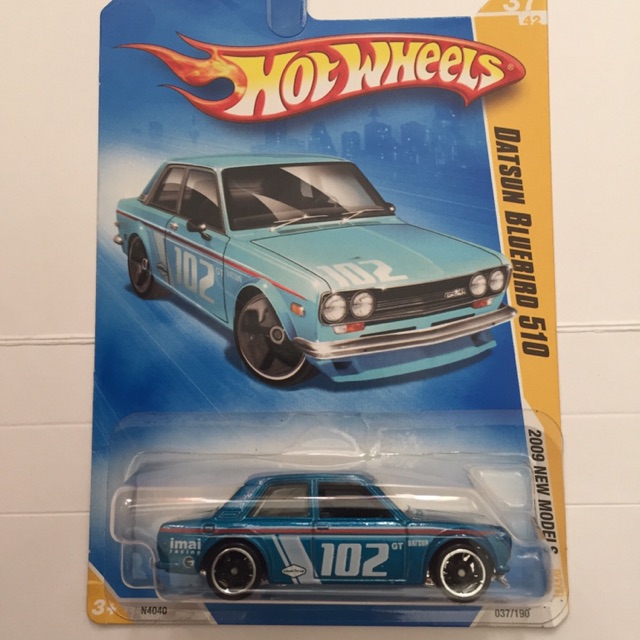 37
42
HOT WHEELS®
DATSUN BLUEBIRD 510
102
102
2009 NEW MODELS
imai
racing
G
102
GT
DATSUN
3+
N4040
037/190